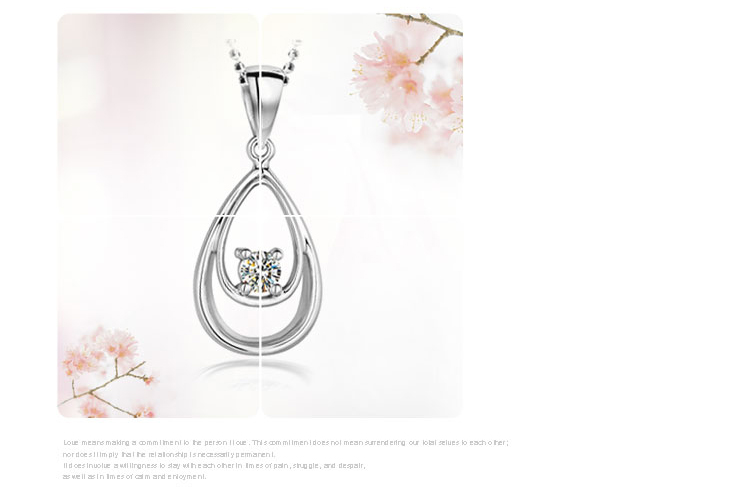 Love' means making a commitment to the person I love'. This commitment does not mean surrendering our total selves to each other;
nor does it imply that the relationship is necessarily permanent.
It does involve a willingness to stay with each other in times of pain, struggle, and despair,
as well as in times of calm and enjoyment.